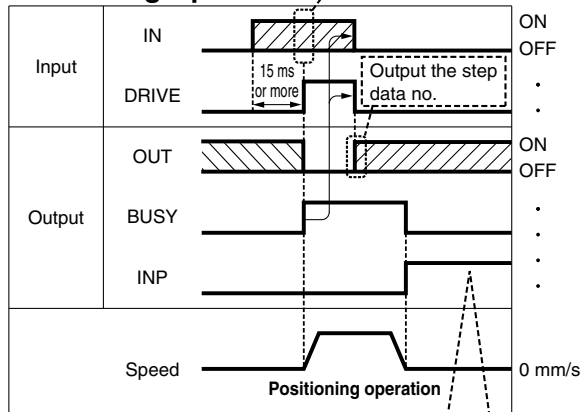 IN
ON
OFF
Input
15 ms
or more
Output the step
data no.
DRIVE
OUT
ON
OFF
Output
BUSY
INP
Speed
0 mm/s
Positioning operation